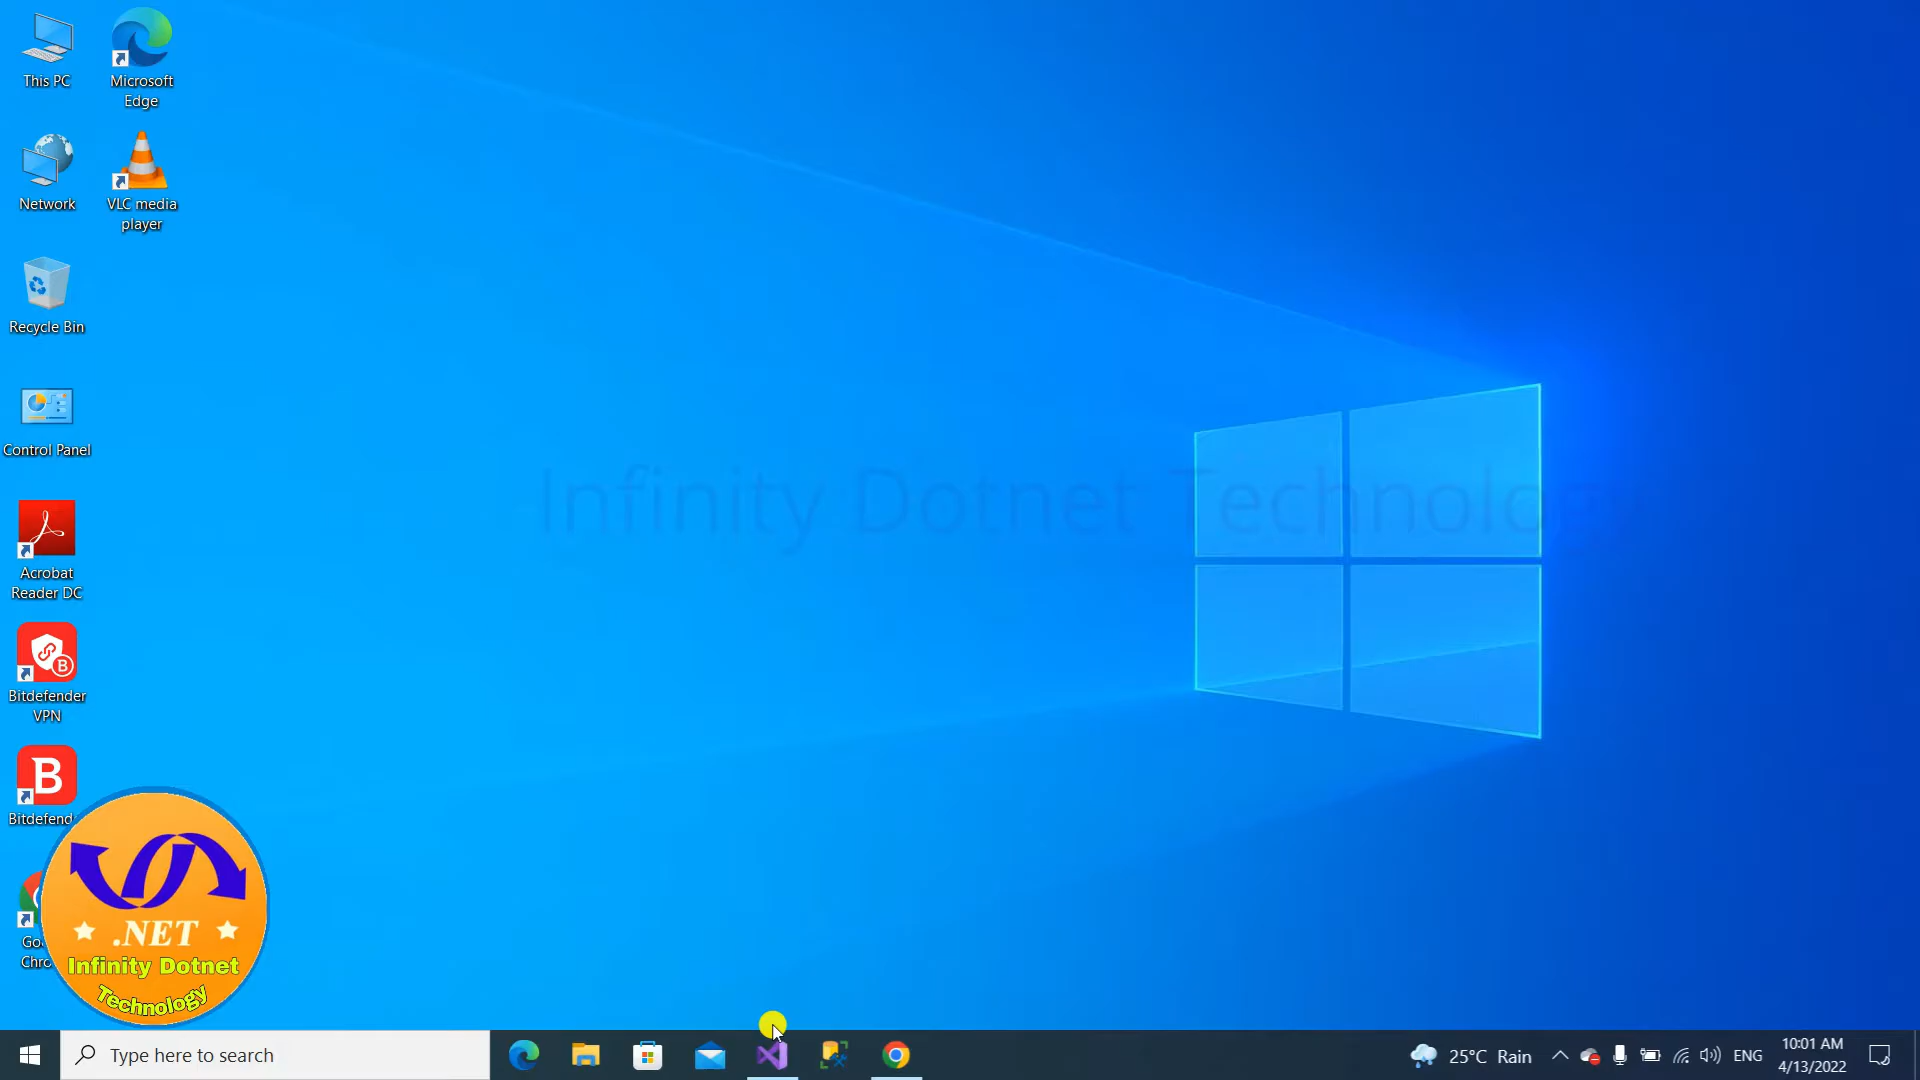 This PC
Microsoft
Edge
Network
VLC media
player
Recycle Bin
Control Panel
Infinity Dotnet Technology
Acrobat
Reader DC
Bitdefender
VPN
B
Bitdefend
Go
Chro
.NET
Infinity Dotnet
Technology
Type here to search
25°C Rain
ENG
10:01 AM
4/13/2022